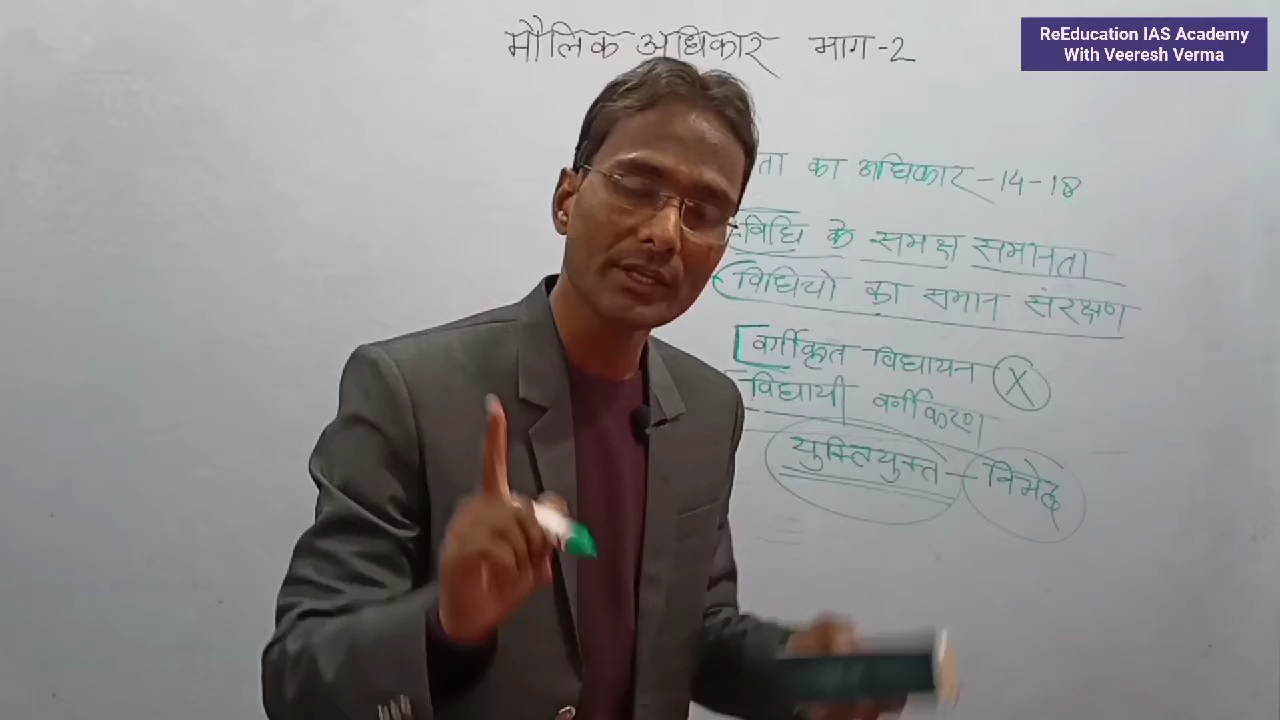 ReEducation IAS Academy
With Veeresh Verma
मौलिक अधिकार भाग-2
ता का अधिकार-14-18
विधि के समक्ष समानता
विधियो का समान संरक्षण
वर्गीकृत विधायन X
विधायी वर्गीकरण
युक्तियुक्त - निभेद